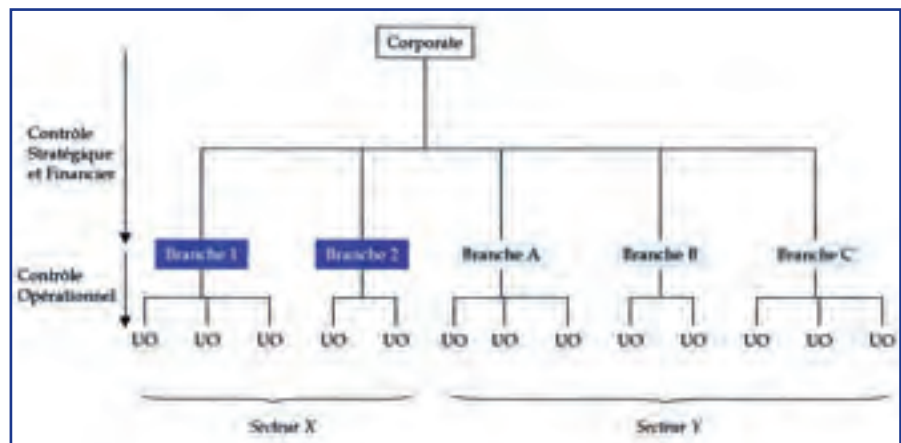 Corporate
Contrôle
Stratégique
et Financier
Branche 1 Branche 2 Branche A Branche B Branche C
Contrôle
Opérationnel
UO UO UO UO UO UO UO UO UO UO UO UO UO
Secteur X Secteur Y